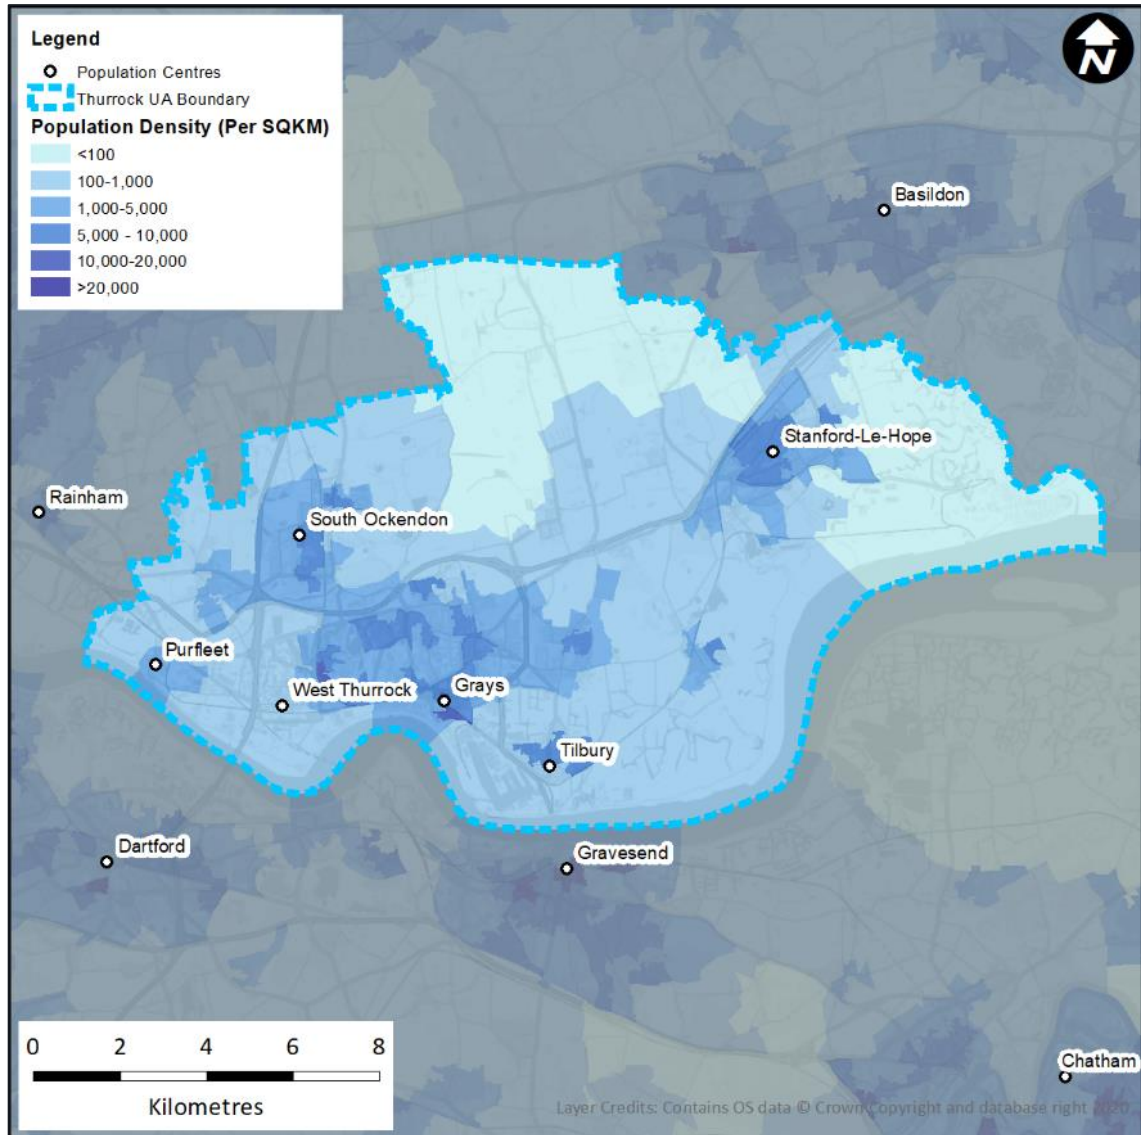 Legend
Population Centres
Thurrock UA Boundary
Population Density (Per SQKM)
<100
100-1,000
1,000-5,000
5,000 - 10,000
10,000-20,000
>20,000
N
Basildon
Stanford-Le-Hope
Rainham
South Ockendon
Purfleet
West Thurrock
Grays
Tilbury
Dartford
Gravesend
Chatham
0 2 4 6 8
Kilometres
Layer Credits: Contains OS data © Crown Copyright and database right 2020